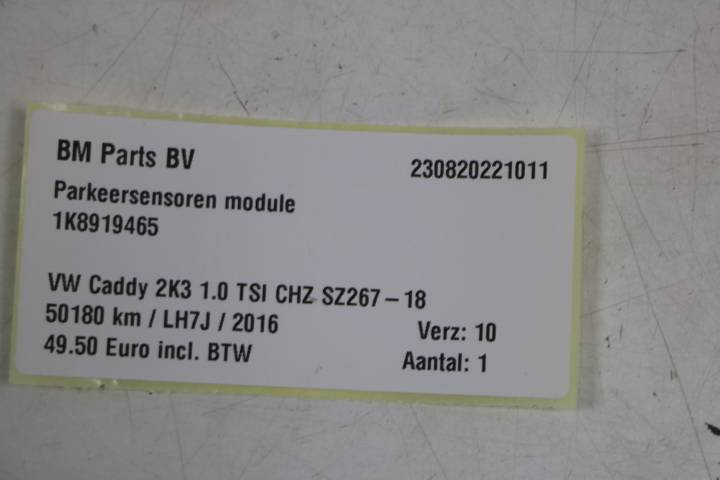 BM Parts BV 230820221011
Parkeersensoren module
1K8919465
VW Caddy 2K3 1.0 TSI CHZ SZ267-18
50180 km / LH7J / 2016 Verz: 10
49.50 Euro incl. BTW Aantal: 1